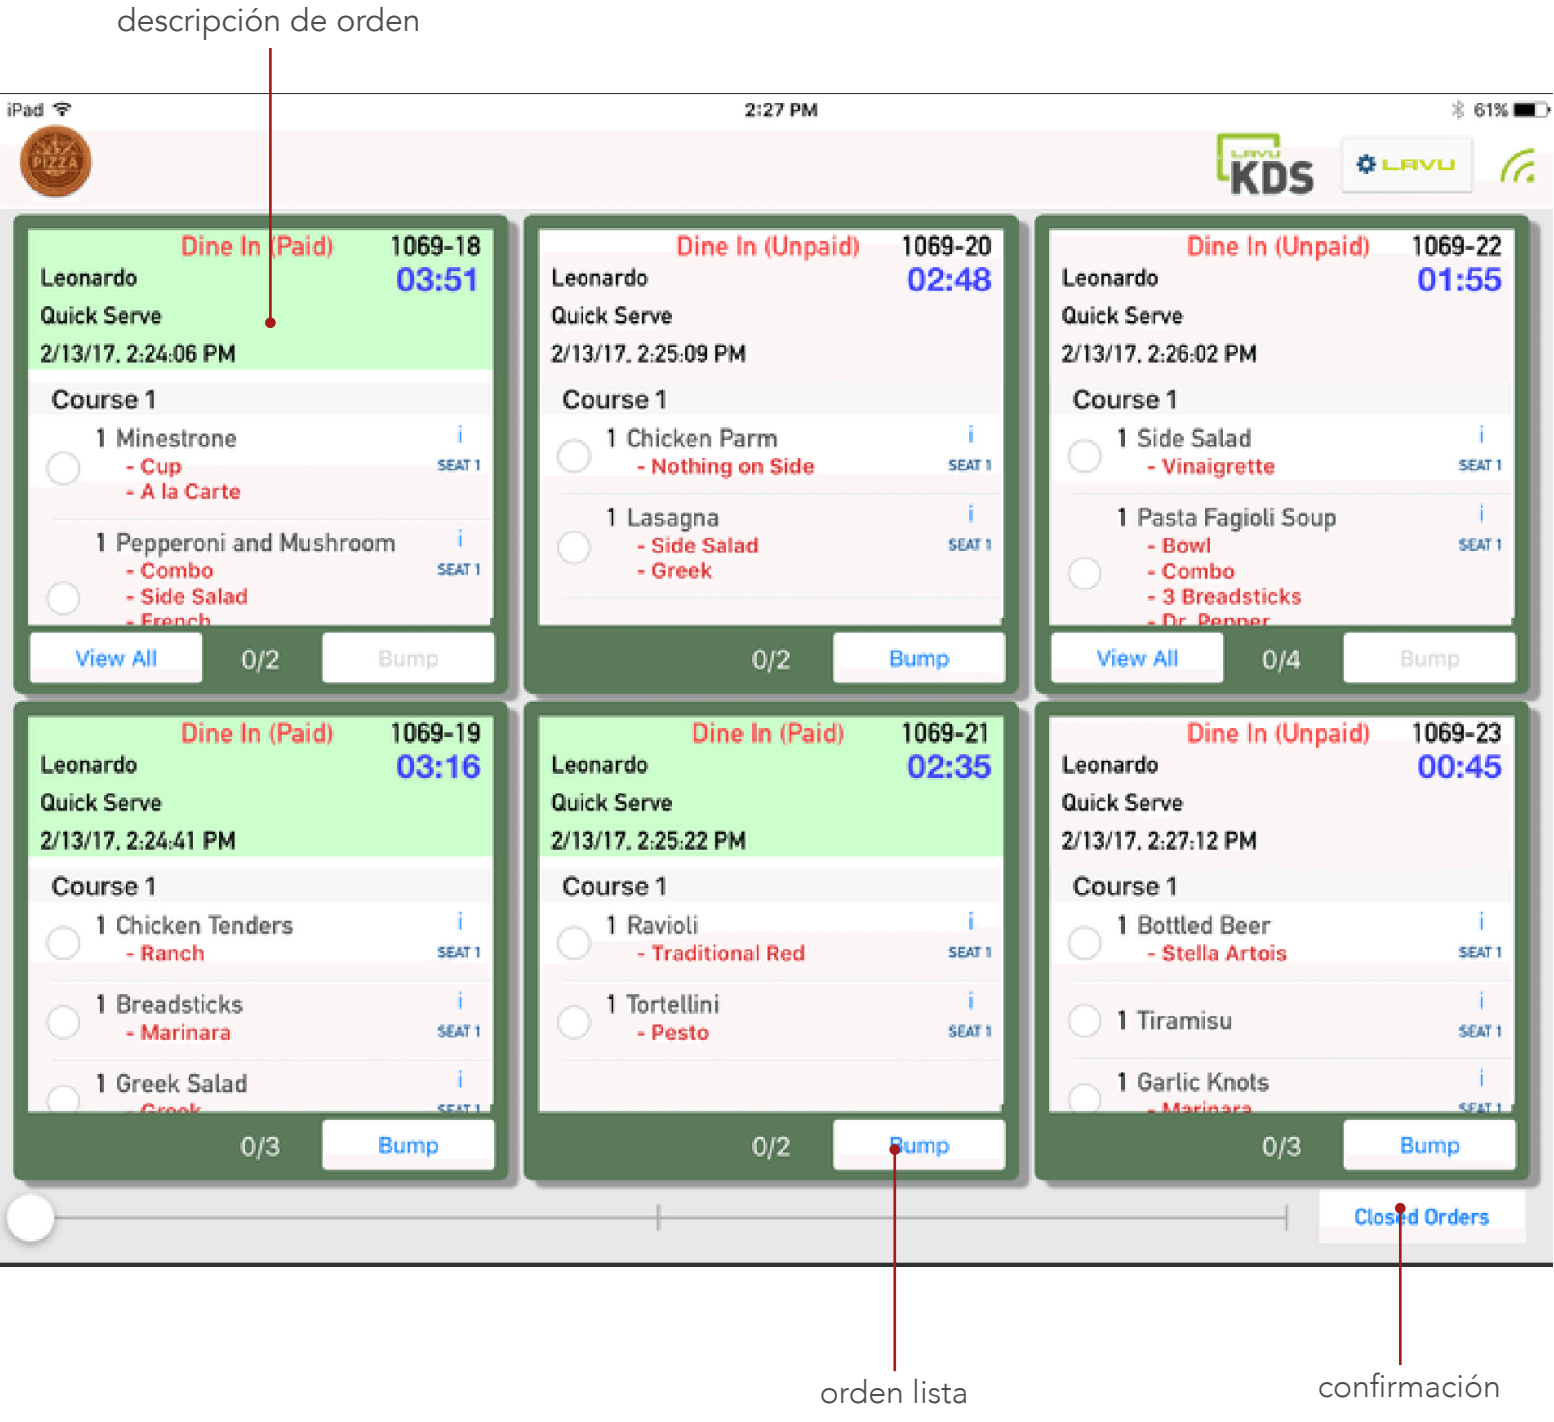 descripción de orden
iPad 2:27 PM 61%
PIZZA
LAVU
KDS
LAVU
Dine In (Paid) 1069-18
Leonardo 03:51
Quick Serve
2/13/17, 2:24:06 PM
Course 1
1 Minestrone i
- Cup SEAT 1
- A la Carte
1 Pepperoni and Mushroom i
- Combo SEAT 1
- Side Salad
- French
View All 0/2 Bump
Dine In (Unpaid) 1069-20
Leonardo 02:48
Quick Serve
2/13/17, 2:25:09 PM
Course 1
1 Chicken Parm i
- Nothing on Side SEAT 1
1 Lasagna i
- Side Salad SEAT 1
- Greek
0/2 Bump
Dine In (Unpaid) 1069-22
Leonardo 01:55
Quick Serve
2/13/17, 2:26:02 PM
Course 1
1 Side Salad i
- Vinaigrette SEAT 1
1 Pasta Fagioli Soup i
- Bowl SEAT 1
- Combo
- 3 Breadsticks
- Dr. Pepper
View All 0/4 Bump
Dine In (Paid) 1069-19
Leonardo 03:16
Quick Serve
2/13/17, 2:24:41 PM
Course 1
1 Chicken Tenders i
- Ranch SEAT 1
1 Breadsticks i
- Marinara SEAT 1
1 Greek Salad i
- Greek SEAT 1
0/3 Bump
Dine In (Paid) 1069-21
Leonardo 02:35
Quick Serve
2/13/17, 2:25:22 PM
Course 1
1 Ravioli i
- Traditional Red SEAT 1
1 Tortellini i
- Pesto SEAT 1
0/2 Bump
Dine In (Unpaid) 1069-23
Leonardo 00:45
Quick Serve
2/13/17, 2:27:12 PM
Course 1
1 Bottled Beer i
- Stella Artois SEAT 1
1 Tiramisu i
SEAT 1
1 Garlic Knots i
- Marinara SEAT 1
0/3 Bump
Closed Orders
orden lista
confirmación